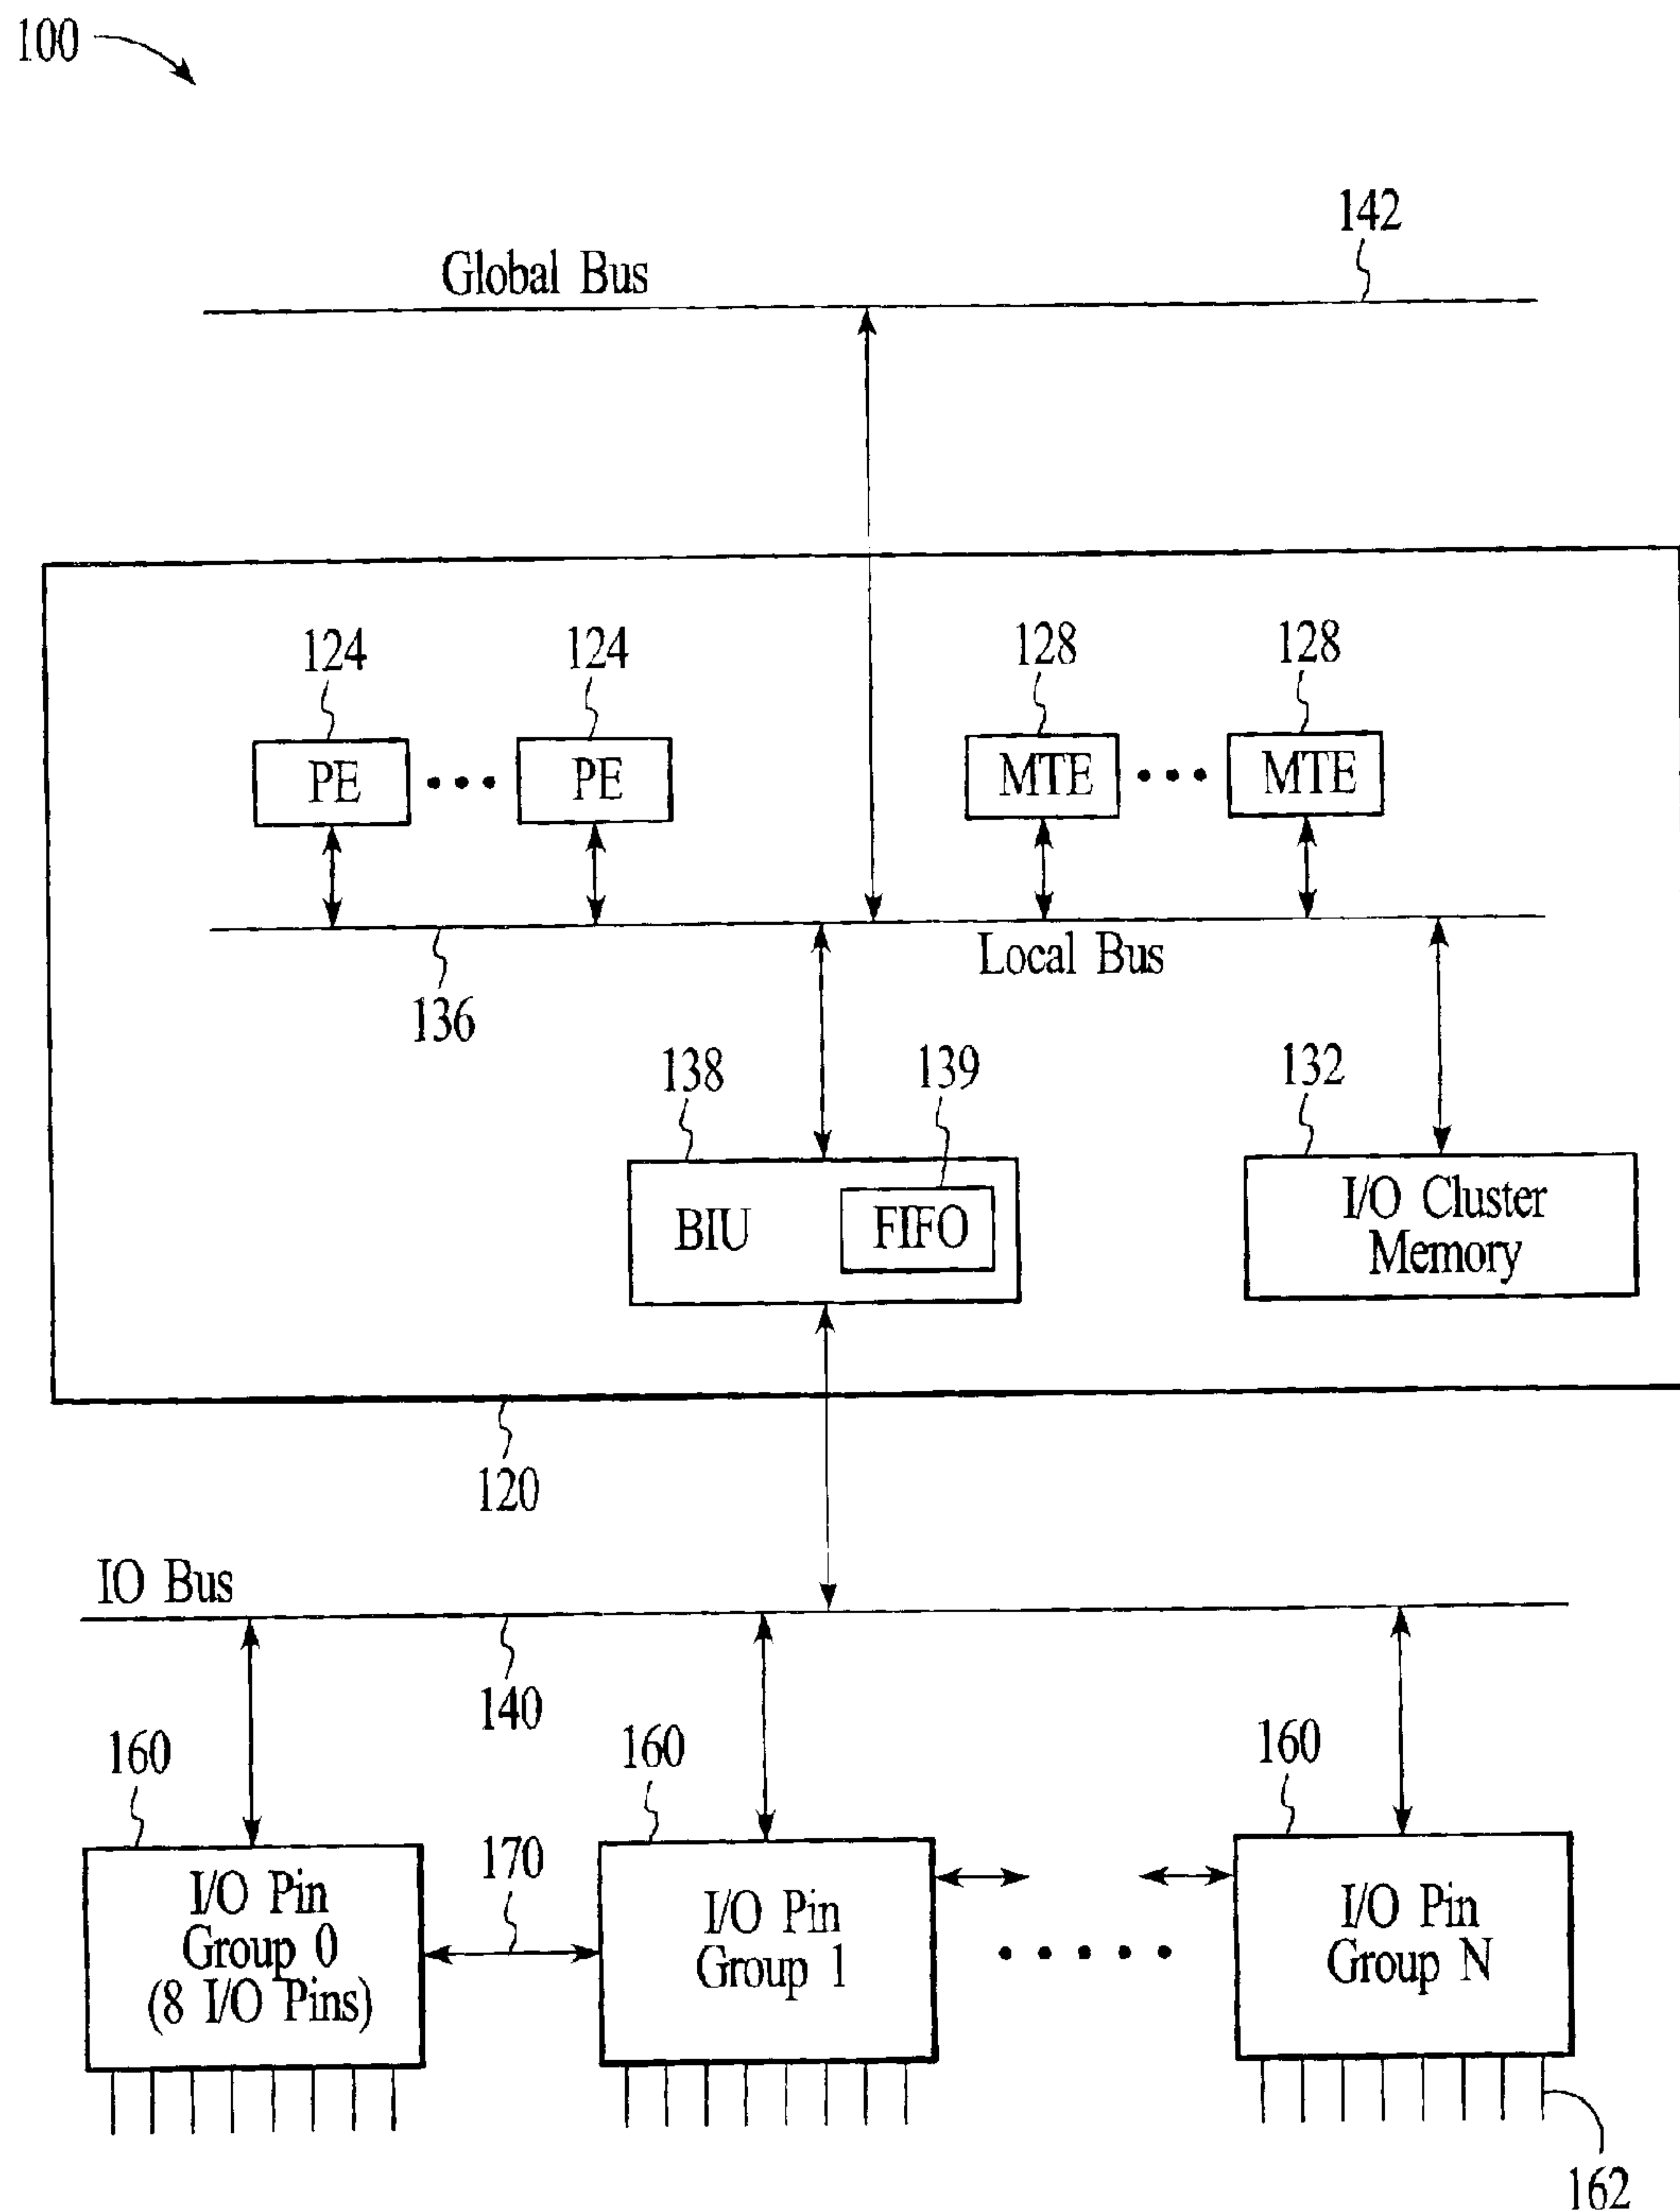 100
142
Global Bus
124
124
128
128
PE
PE
MTE
MTE
Local Bus
136
138
139
132
BIU
FIFO
I/O Cluster
Memory
120
IO Bus
140
160
160
160
170
I/O Pin
Group 0
(8 I/O Pins)
I/O Pin
Group 1
I/O Pin
Group N
162